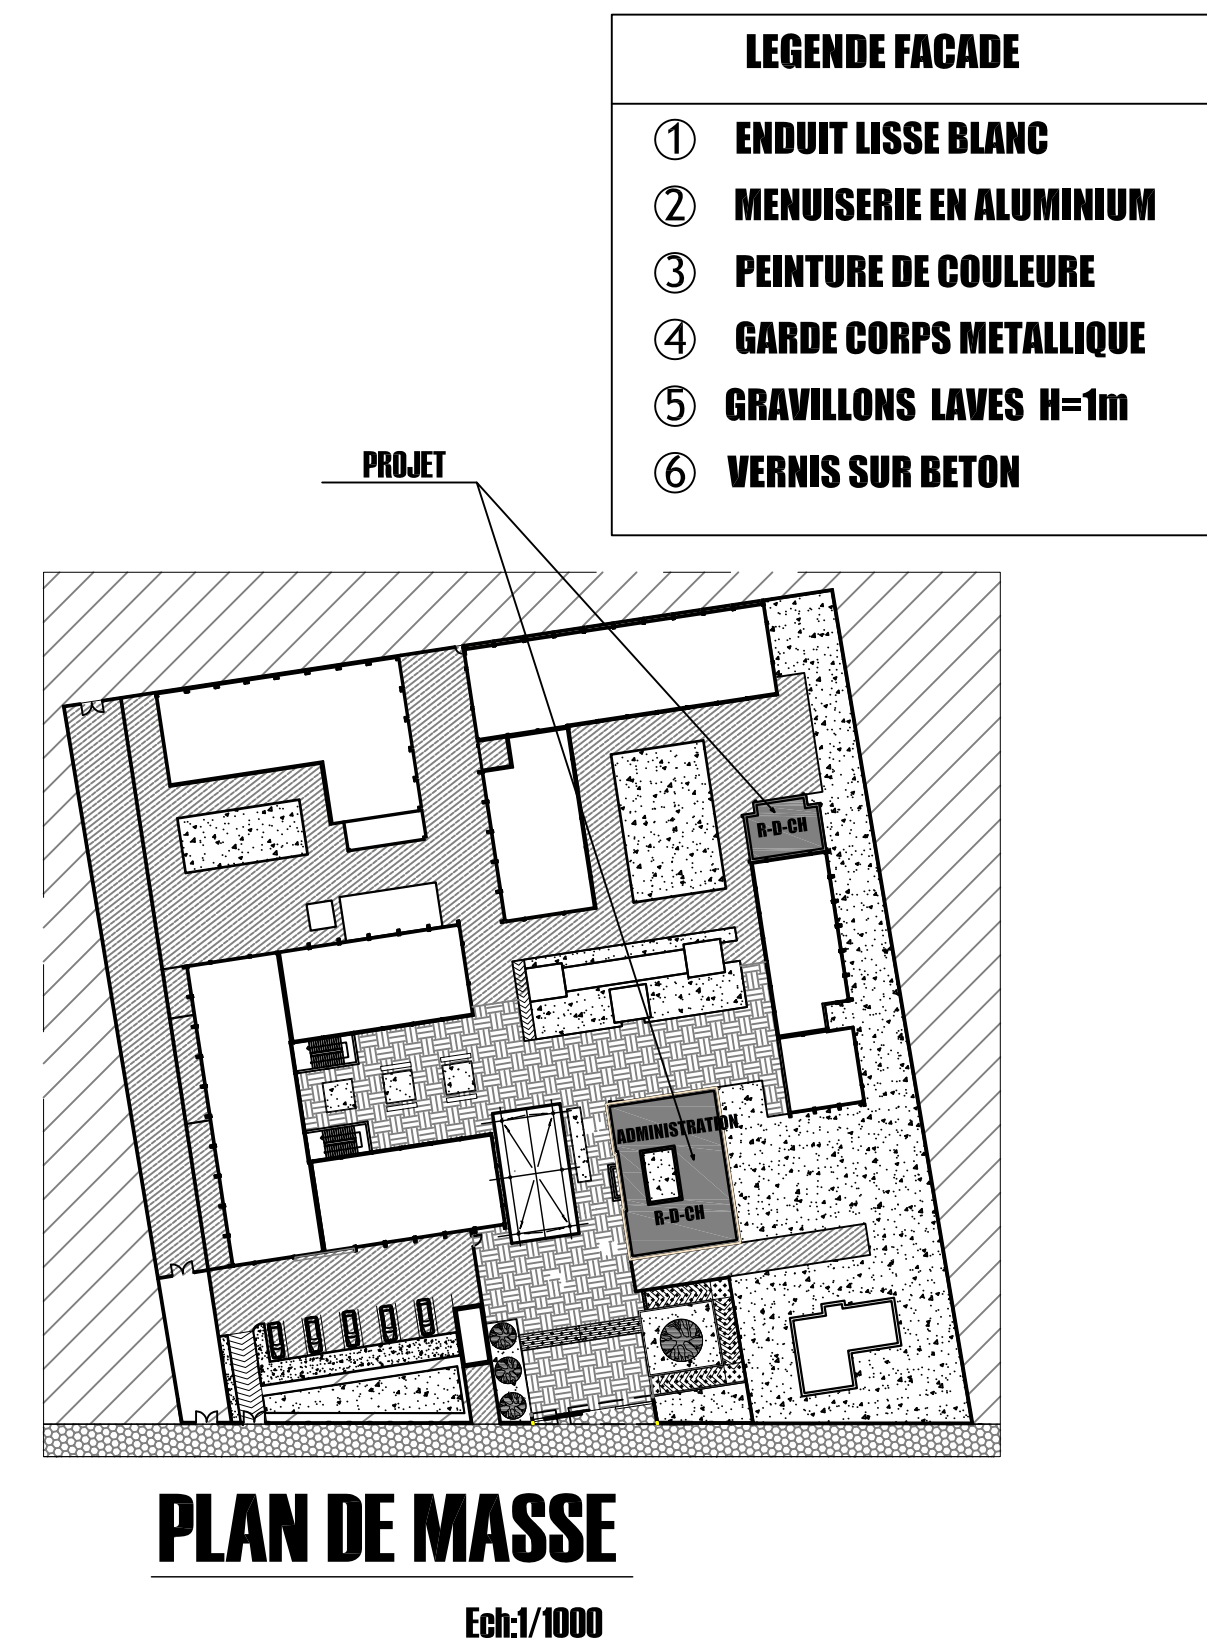 LEGENDE FACADE
1 ENDUIT LISSE BLANC
2 MENUISERIE EN ALUMINIUM
3 PEINTURE DE COULEURE
4 GARDE CORPS METALLIQUE
5 GRAVILLONS LAVES H=1m
6 VERNIS SUR BETON
PROJET
R-D-CH
ADMINISTRATION
R-D-CH
PLAN DE MASSE
Ech:1/1000